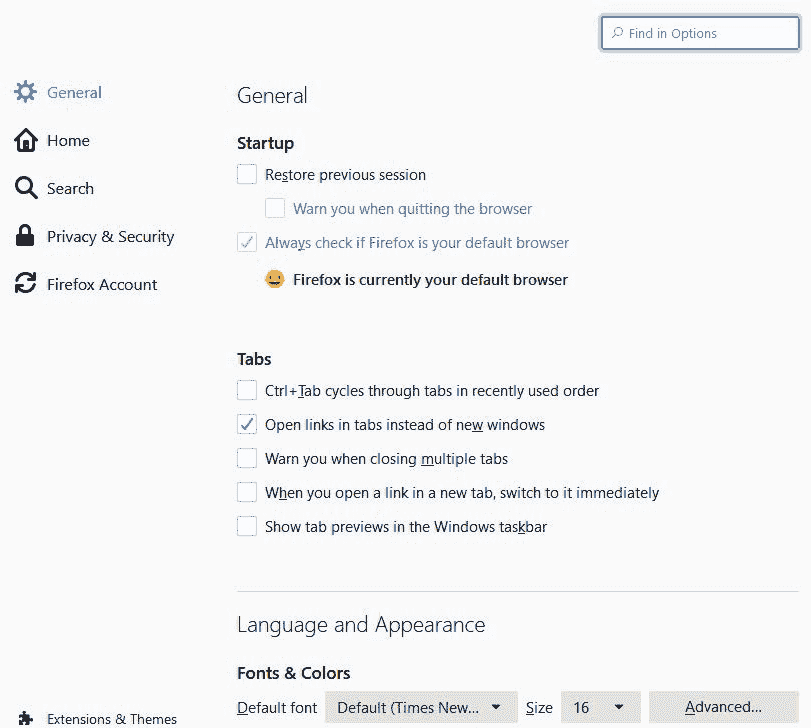 Find in Options
General
Home
Search
Privacy & Security
Firefox Account
Extensions & Themes
General
Startup
Restore previous session
Warn you when quitting the browser
Always check if Firefox is your default browser
Firefox is currently your default browser
Tabs
Ctrl+Tab cycles through tabs in recently used order
Open links in tabs instead of new windows
Warn you when closing multiple tabs
When you open a link in a new tab, switch to it immediately
Show tab previews in the Windows taskbar
Language and Appearance
Fonts & Colors
Default font Default (Times New... Size 16 Advanced...